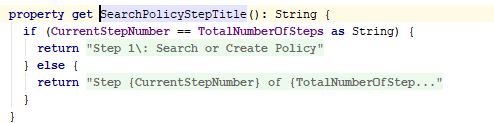 property get SearchPolicyStepTitle(): String {
if (CurrentStepNumber == TotalNumberOfSteps as String) {
return "Step 1\: Search or Create Policy"
} else {
return "Step {CurrentStepNumber} of {TotalNumberOfStep..."
}
}